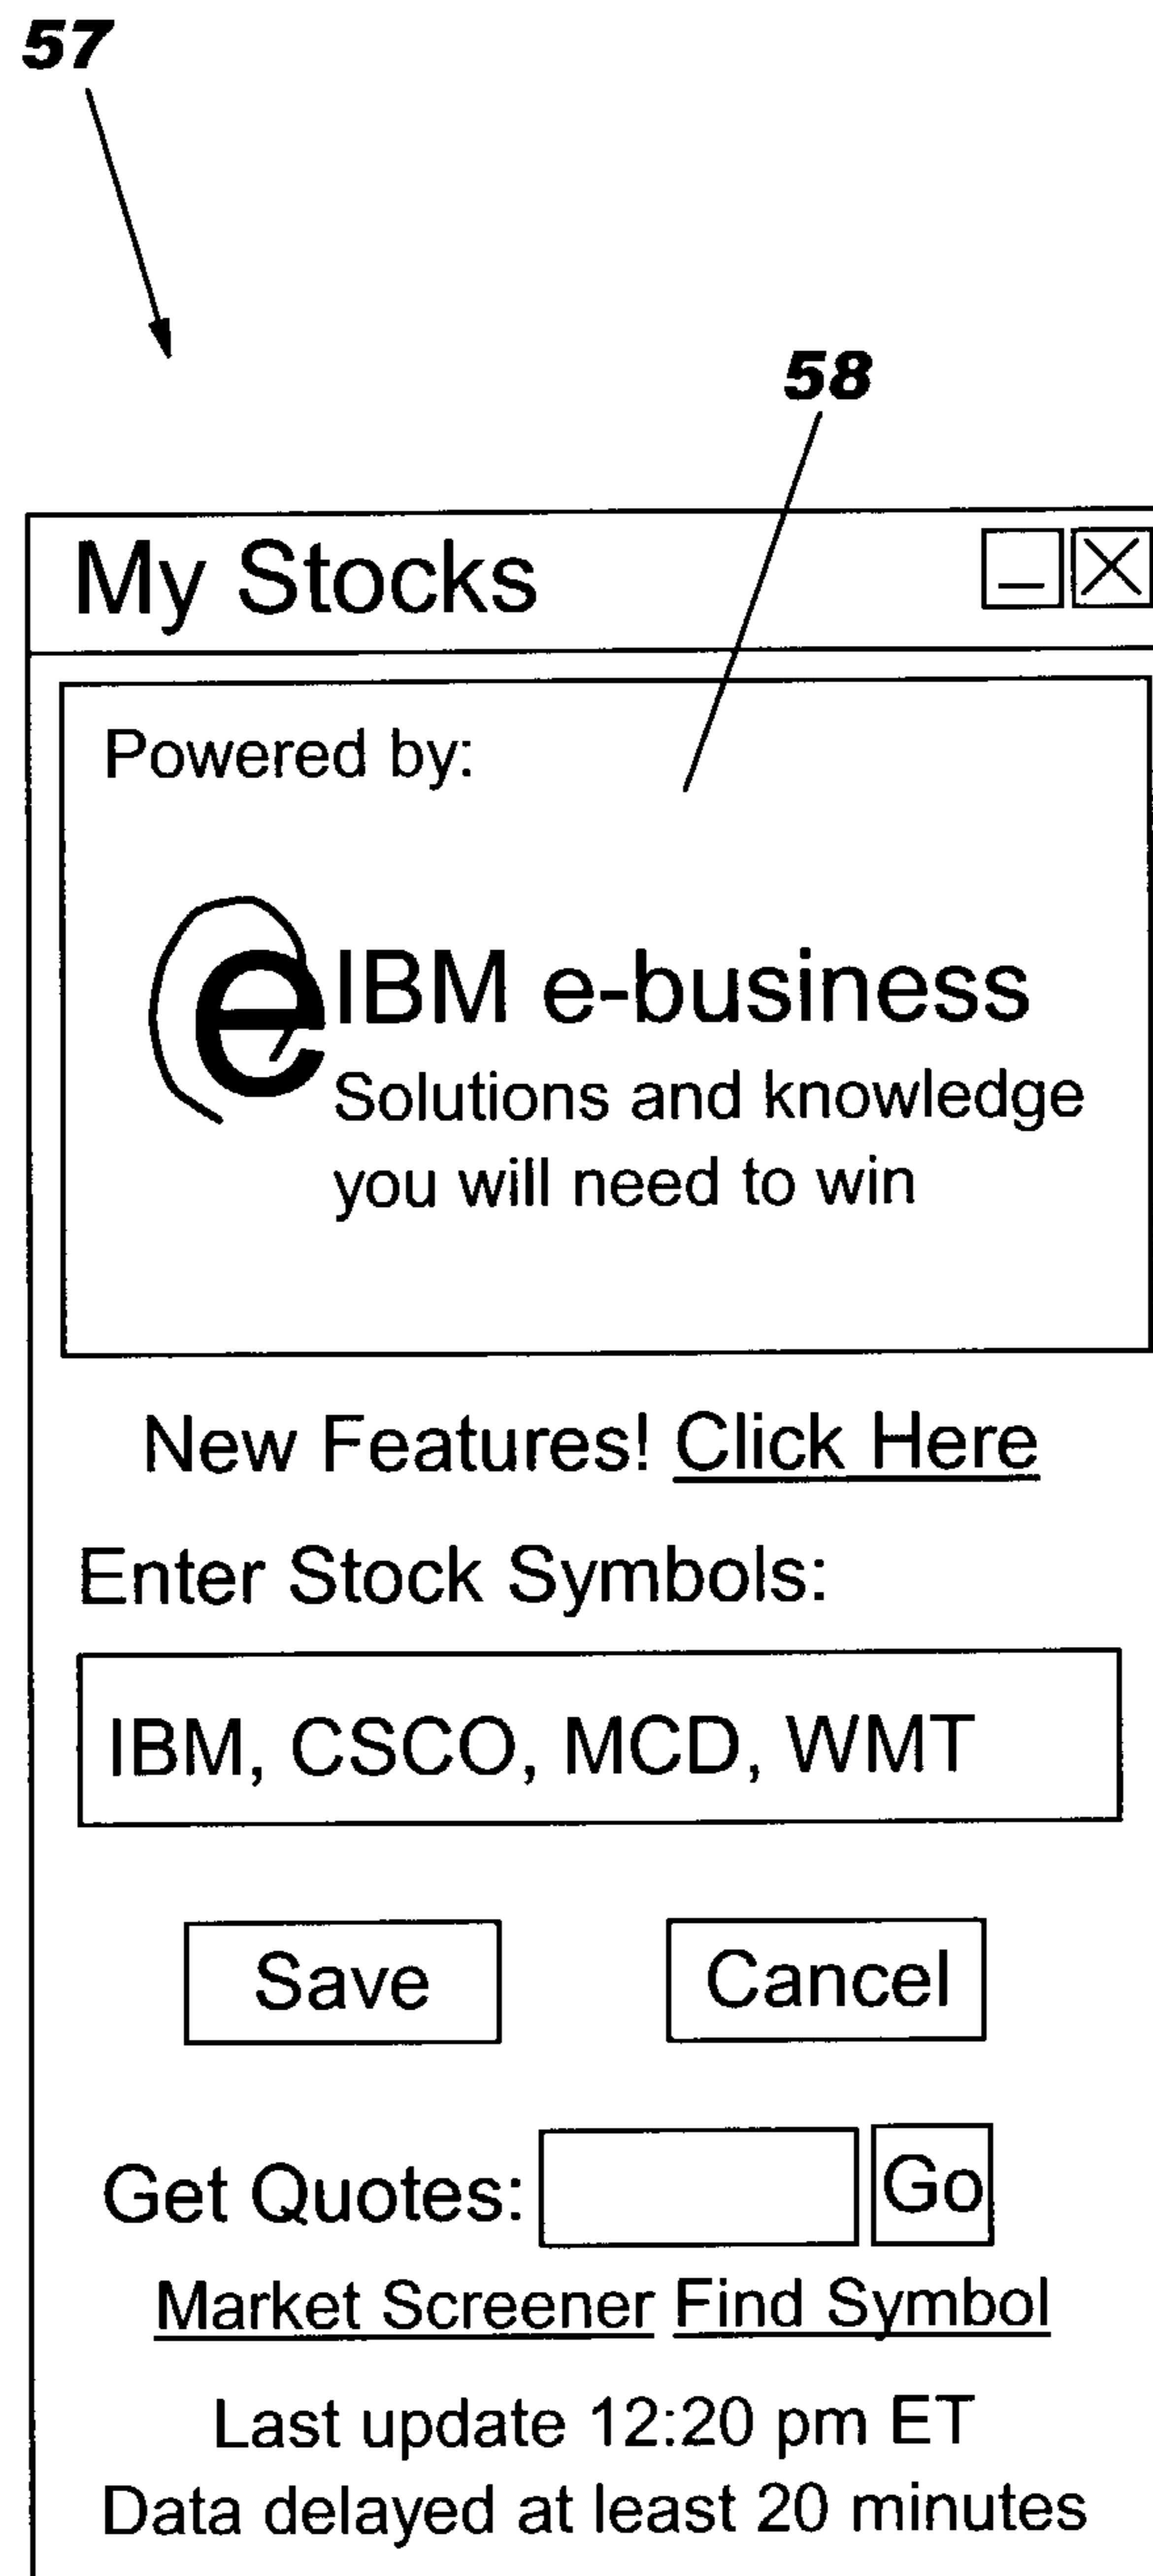 57
58
My Stocks
Powered by:
e IBM e-business
Solutions and knowledge
you will need to win
New Features! Click Here
Enter Stock Symbols:
IBM, CSCO, MCD, WMT
Save Cancel
Get Quotes: Go
Market Screener Find Symbol
Last update 12:20 pm ET
Data delayed at least 20 minutes